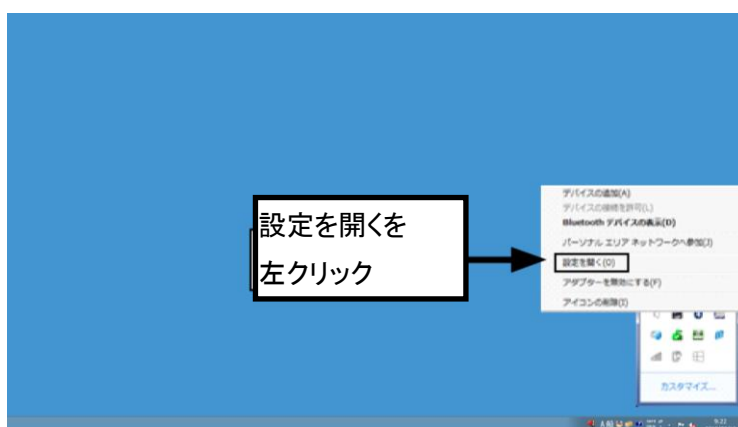 デバイスの追加(A)
デバイスの接続を許可(L)
Bluetooth デバイスの表示(D)
パーソナル エリア ネットワークへ参加(J)
設定を開く(O)
アダプターを無効にする(F)
アイコンの削除(I)
設定を開くを
左クリック
カスタマイズ...
9:22